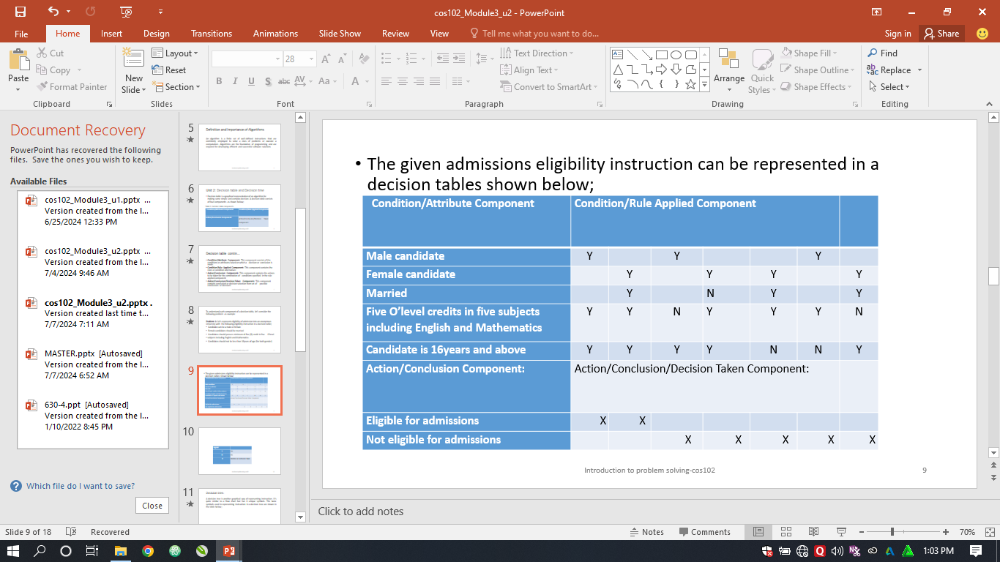 cos102_Module3_u2 - PowerPoint
File Home Insert Design Transitions Animations Slide Show Review View Tell me what you want to do... Sign in Share
Paste
Cut
Copy
Format Painter
Clipboard
New Slide
Layout
Reset
Section
Slides
28
B I U S abc AV Aa A
Font
Text Direction
Align Text
Convert to SmartArt
Paragraph
Arrange
Quick Styles
Shape Fill
Shape Outline
Shape Effects
Drawing
Find
Replace
Select
Editing
Document Recovery
PowerPoint has recovered the following
files. Save the ones you wish to keep.
Available Files
cos102_Module3_u1.pptx ...
Version created from the l...
6/25/2024 12:33 PM
cos102_Module3_u2.pptx ...
Version created from the l...
7/4/2024 9:46 AM
cos102_Module3_u2.pptx .
Version created last time t...
7/7/2024 7:11 AM
MASTER.pptx [Autosaved]
Version created from the l...
7/7/2024 6:52 AM
630-4.ppt [Autosaved]
Version created from the l...
1/10/2022 8:45 PM
Which file do I want to save?
Close
5
Definition and Importance of Algorithms
6
Unit 2: Decision table and Decision tree
7
Decision table contn...
8
9
10
11
Decision tree
• The given admissions eligibility instruction can be represented in a
decision tables shown below;
Condition/Attribute Component Condition/Rule Applied Component
Male candidate Y Y Y
Female candidate Y Y Y Y
Married Y N Y Y
Five O’level credits in five subjects Y Y N Y Y Y N
including English and Mathematics
Candidate is 16years and above Y Y Y Y N N Y
Action/Conclusion Component: Action/Conclusion/Decision Taken Component:
Eligible for admissions X X
Not eligible for admissions X X X X X
Introduction to problem solving-cos102 9
Click to add notes
Slide 9 of 18 Recovered Notes Comments 70%
1:03 PM